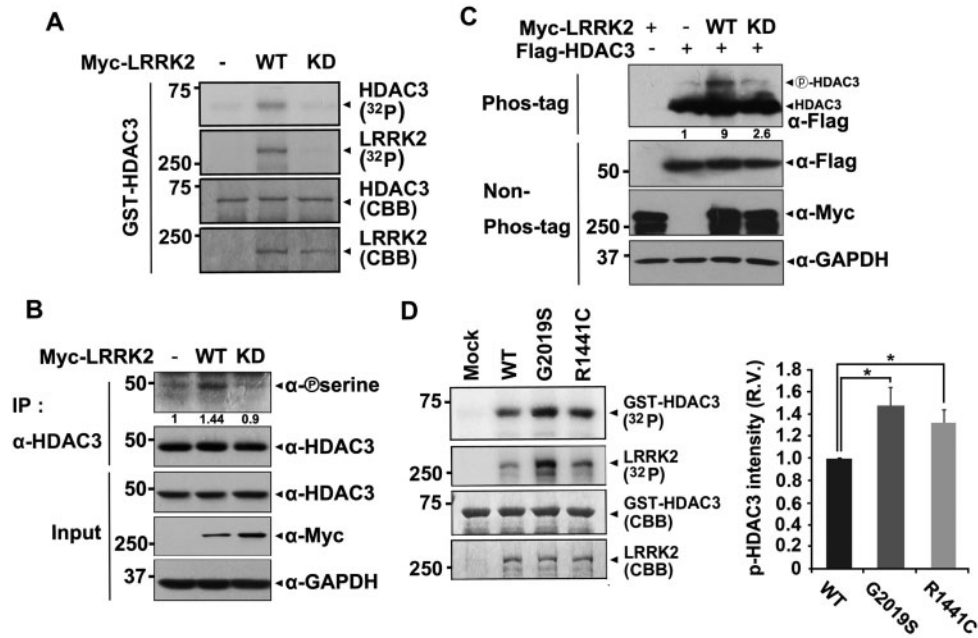 A
Myc-LRRK2 - WT KD
GST-HDAC3
75
HDAC3
(32P)
250
LRRK2
(32P)
75
HDAC3
(CBB)
250
LRRK2
(CBB)
B
Myc-LRRK2 - WT KD
IP :
α-HDAC3
50
α-Ⓟserine
1 1.44 0.9
50
α-HDAC3
Input
50
α-HDAC3
250
α-Myc
37
α-GAPDH
C
Myc-LRRK2 + - WT KD
Flag-HDAC3 - + + +
Phos-tag
Ⓟ-HDAC3
HDAC3
α-Flag
1 9 2.6
Non-
Phos-tag
50
α-Flag
250
α-Myc
37
α-GAPDH
D
Mock WT G2019S R1441C
75
GST-HDAC3
(32P)
250
LRRK2
(32P)
75
GST-HDAC3
(CBB)
250
LRRK2
(CBB)
p-HDAC3 intensity (R.V.)
1.8
1.6
1.4
1.2
1.0
0.8
0.6
0.4
0.2
0
*
*
WT G2019S R1441C